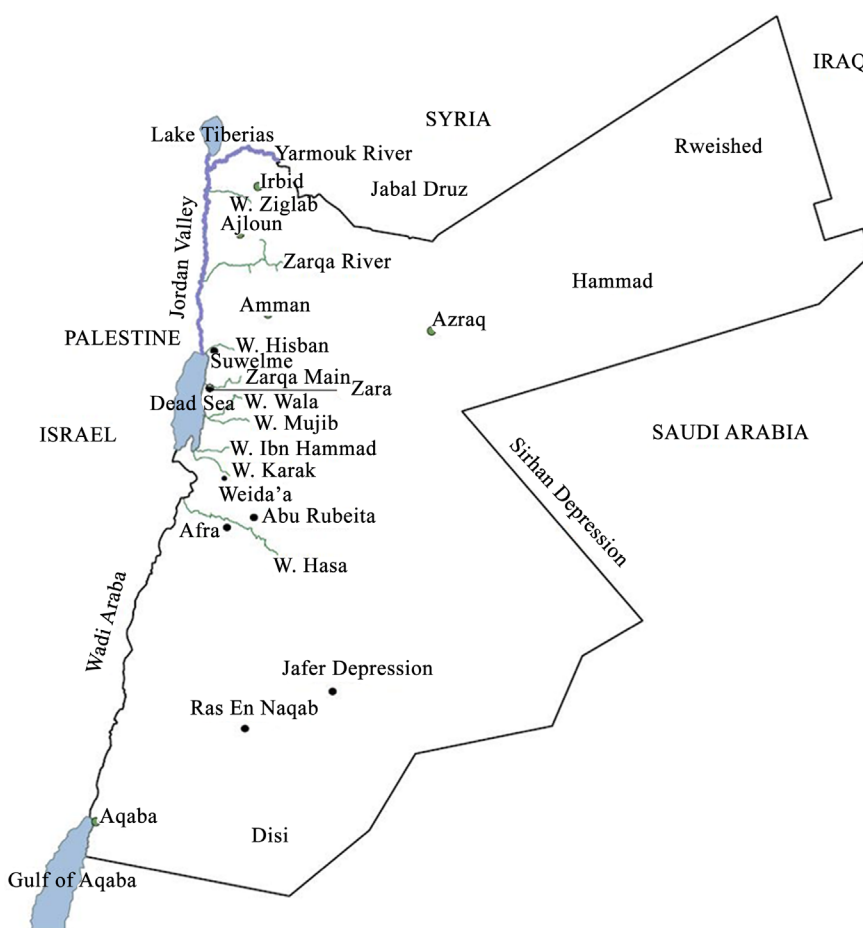 IRAQ
SYRIA
Lake Tiberias
Rweished
Yarmouk River
Irbid
Jabal Druz
W. Ziglab
Ajloun
Jordan Valley
Zarqa River
Hammad
Amman
Azraq
PALESTINE
W. Hisban
Suwelme
Zarqa Main
Zara
Dead Sea
W. Wala
W. Mujib
ISRAEL
SAUDI ARABIA
W. Ibn Hammad
W. Karak
Weida’a
Sirhan Depression
Abu Rubeita
Afra
W. Hasa
Wadi Araba
Jafer Depression
Ras En Naqab
Aqaba
Disi
Gulf of Aqaba